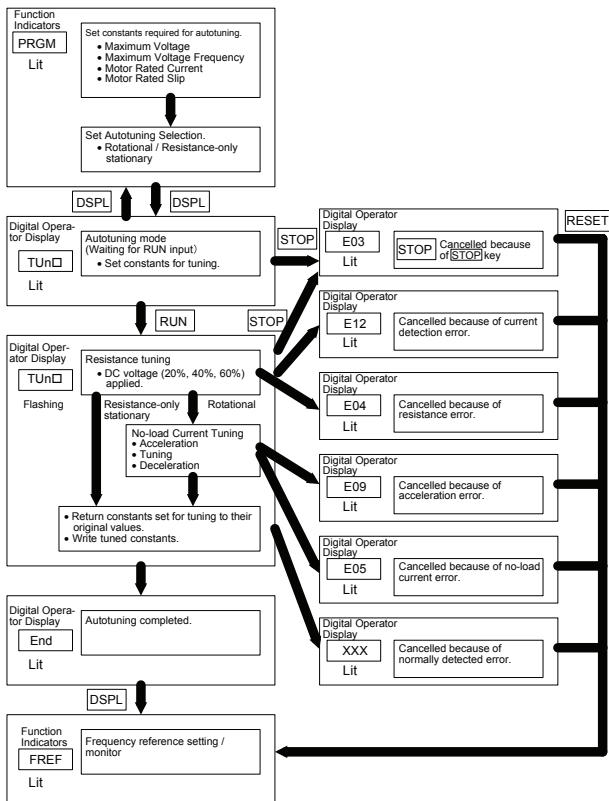 Function
Indicators
PRGM
Lit
Set constants required for autotuning.
• Maximum Voltage
• Maximum Voltage Frequency
• Motor Rated Current
• Motor Rated Slip
Set Autotuning Selection.
• Rotational / Resistance-only
stationary
DSPL
DSPL
Digital Opera-
tor Display
TUn□
Lit
Autotuning mode
(Waiting for RUN input)
• Set constants for tuning.
STOP
RUN
STOP
Digital Oper-
ator Display
TUn□
Flashing
Resistance tuning
• DC voltage (20%, 40%, 60%)
applied.
Resistance-only
stationary
Rotational
No-load Current Tuning
• Acceleration
• Tuning
• Deceleration
• Return constants set for tuning to their
original values.
• Write tuned constants.
Digital Opera-
tor Display
End
Lit
Autotuning completed.
DSPL
Function
Indicators
FREF
Lit
Frequency reference setting /
monitor
RESET
Digital Operator
Display
E03
Lit
STOP Cancelled because
of STOP key
Digital Operator
Display
E12
Lit
Cancelled because of current
detection error.
Digital Operator
Display
E04
Lit
Cancelled because of
resistance error.
Digital Operator
Display
E09
Lit
Cancelled because of
acceleration error.
Digital Operator
Display
E05
Lit
Cancelled because of no-load
current error.
Digital Operator
Display
XXX
Lit
Cancelled because of
normally detected error.